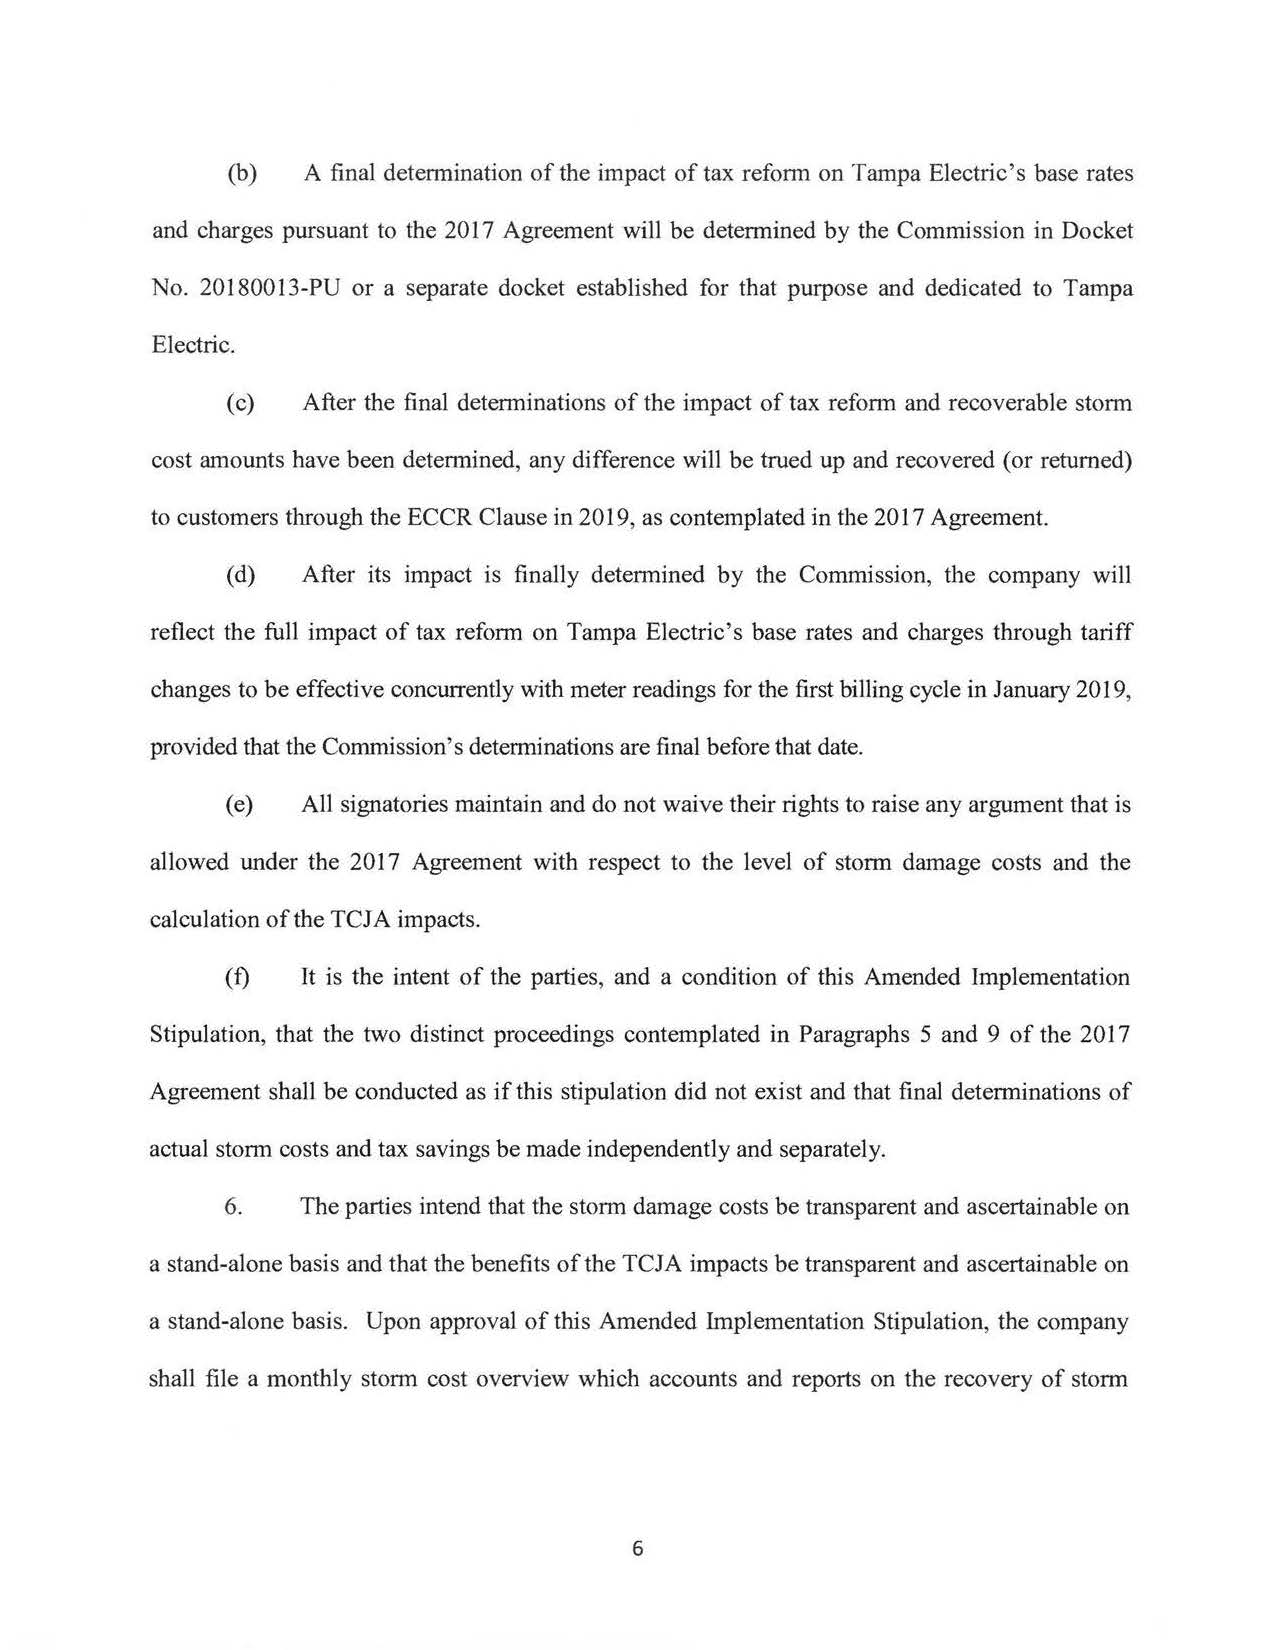 (b) A final determination of the impact of tax reform on Tampa Electric's base rates
and charges pursuant to the 2017 Agreement will be determined by the Commission in Docket
No. 20180013-PU or a separate docket established for that purpose and dedicated to Tampa
Electric.
(c) After the final determinations of the impact of tax reform and recoverable storm
cost amounts have been determined, any difference will be trued up and recovered (or returned)
to customers through the ECCR Clause in 2019, as contemplated in the 2017 Agreement.
(d) After its impact is finally determined by the Commission, the company will
reflect the full impact of tax reform on Tampa Electric's base rates and charges through tariff
changes to be effective concurrently with meter readings for the first billing cycle in January 2019,
provided that the Commission's determinations are final before that date.
(e) All signatories maintain and do not waive their rights to raise any argument that is
allowed under the 2017 Agreement with respect to the level of storm damage costs and the
calculation of the TCJA impacts.
(f) It is the intent of the parties, and a condition of this Amended Implementation
Stipulation, that the two distinct proceedings contemplated in Paragraphs 5 and 9 of the 2017
Agreement shall be conducted as if this stipulation did not exist and that final determinations of
actual storm costs and tax savings be made independently and separately.
6. The parties intend that the storm damage costs be transparent and ascertainable on
a stand-alone basis and that the benefits of the TCJA impacts be transparent and ascertainable on
a stand-alone basis. Upon approval of this Amended Implementation Stipulation, the company
shall file a monthly storm cost overview which accounts and reports on the recovery of storm
6